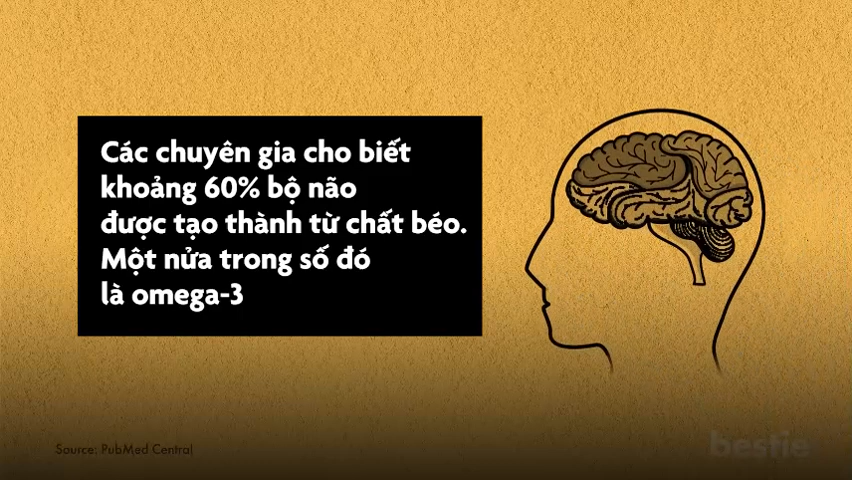 Các chuyên gia cho biết
khoảng 60% bộ não
được tạo thành từ chất béo.
Một nửa trong số đó
là omega-3
Source: PubMed Central
bestie